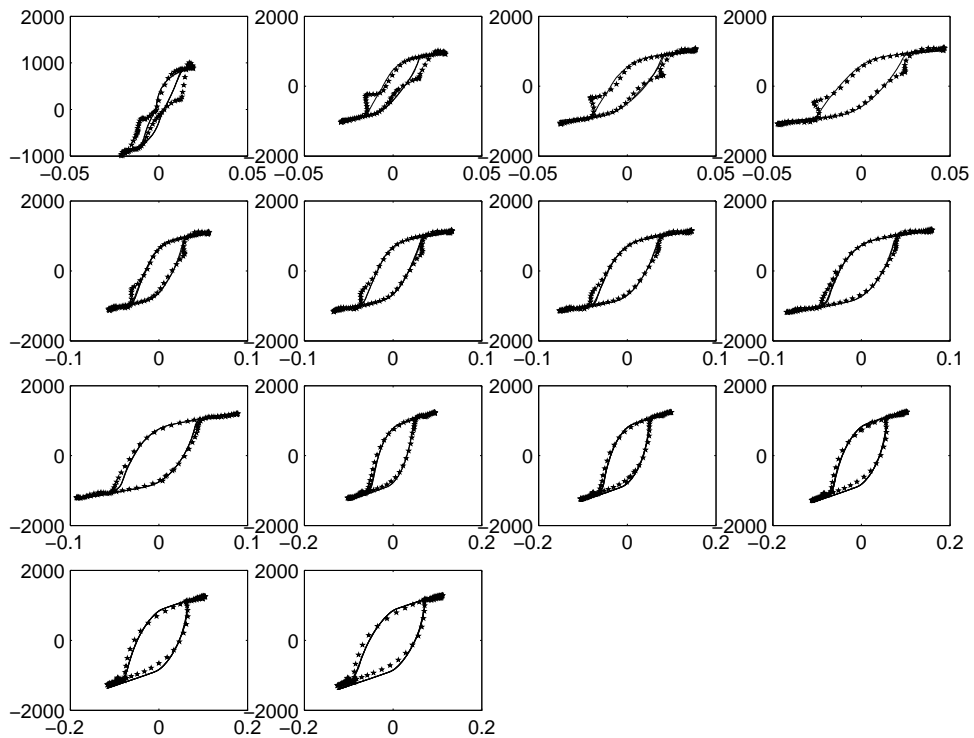 2000 2000 2000 2000
1000
0 0 0 0
0
−1000 −2000 −2000 −2000
−0.05 0 0.05 −0.05 0 0.05 −0.05 0 0.05 −0.05 0 0.05
2000 2000 2000 2000
0 0 0 0
−2000 −2000 −2000 −2000
−0.1 0 0.1 −0.1 0 0.1 −0.1 0 0.1 −0.1 0 0.1
2000 2000 2000 2000
0 0 0 0
−2000 −2000 −2000 −2000
−0.1 0 0.1 −0.2 0 0.2 −0.2 0 0.2 −0.2 0 0.2
2000 2000
0 0
−2000 −2000
−0.2 0 0.2 −0.2 0 0.2